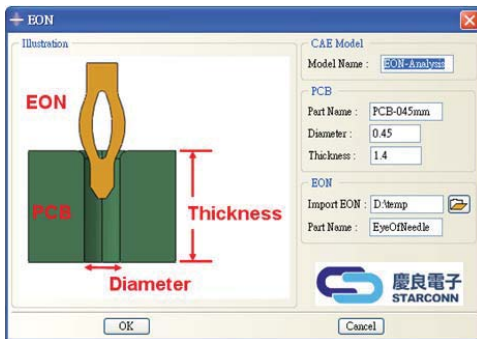 EON
Illustration
EON
PCB
Thickness
Diameter
CAE Model
Model Name :
EON-Analysis
PCB
Part Name :
PCB-045mm
Diameter :
0.45
Thickness :
1.4
EON
Import EON :
D:\temp
Part Name :
EyeOfNeedle
慶良電子
STARCONN
OK
Cancel